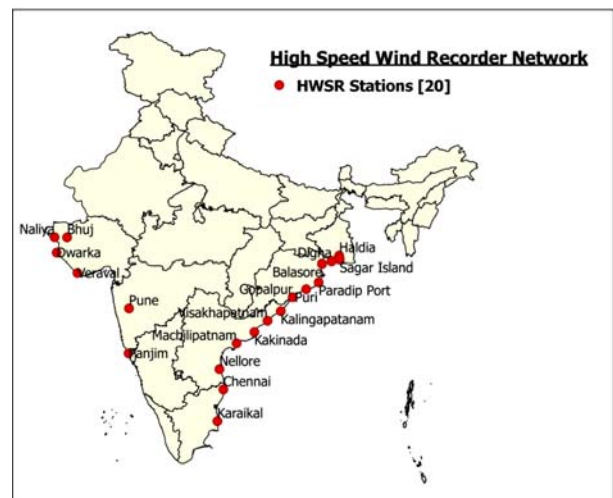 High Speed Wind Recorder Network
HWSR Stations [20]
Naliya
Bhuj
Dwarka
Veraval
Digha
Haldia
Sagar Island
Balasore
Gopalpur
Paradip Port
Puri
Pune
Visakhapatnam
Kalingapatanam
Machilipatnam
Kakinada
Panjim
Nellore
Chennai
Karaikal